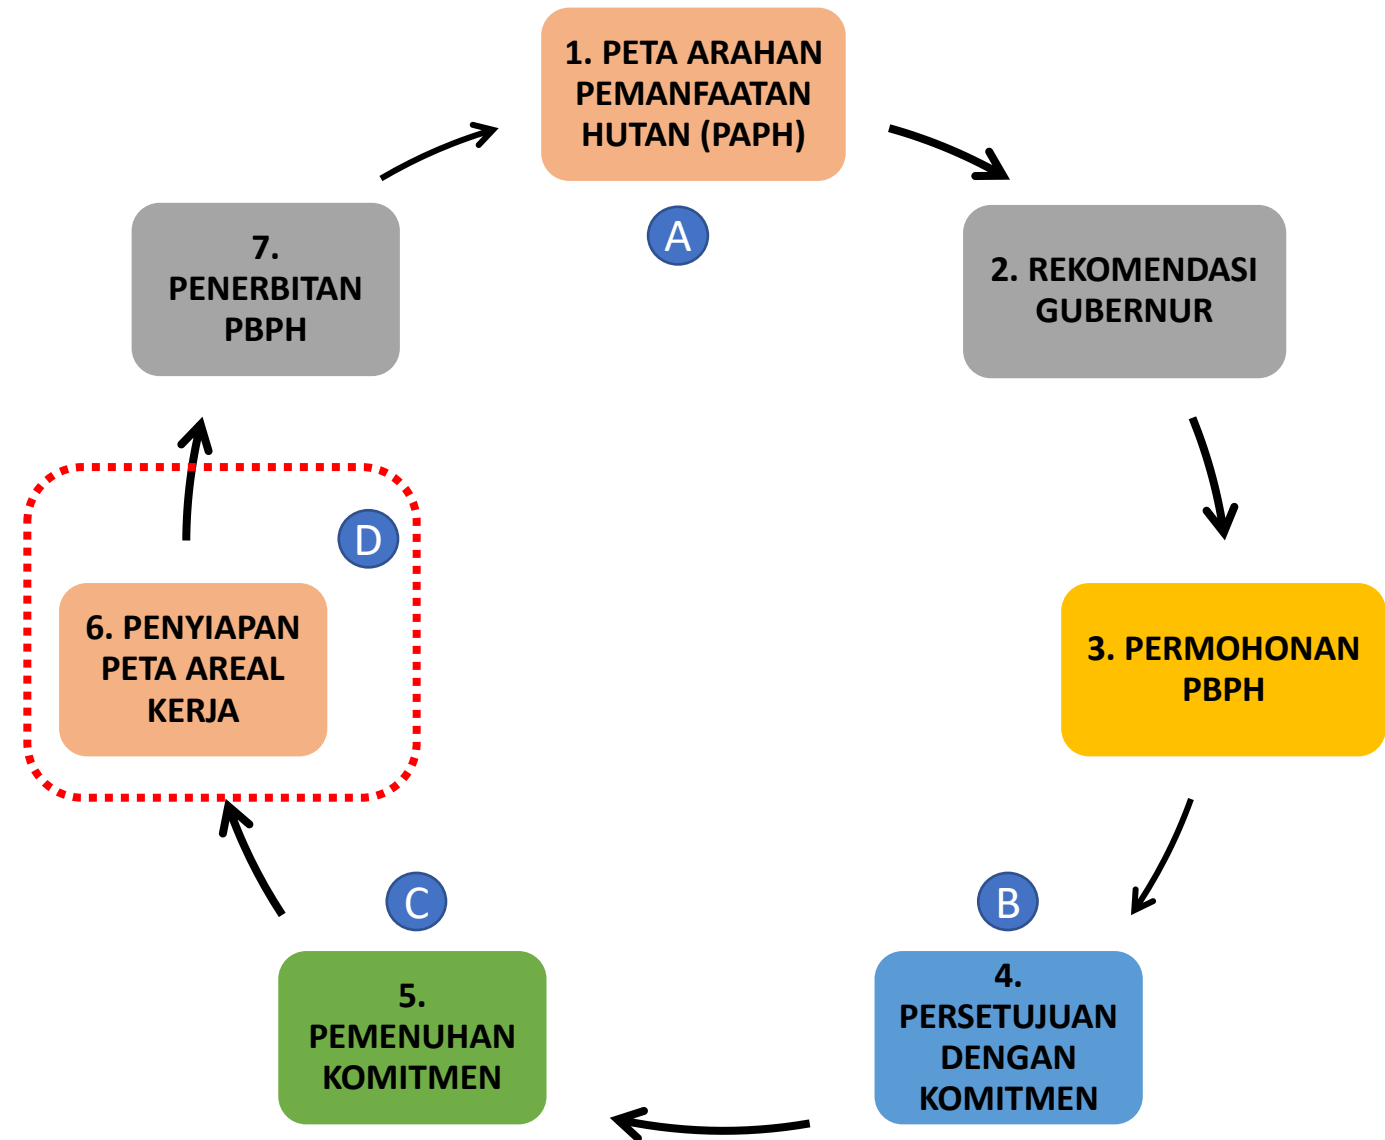 1. PETA ARAHAN
PEMANFAATAN
HUTAN (PAPH)
A
2. REKOMENDASI
GUBERNUR
3. PERMOHONAN
PBPH
B
4.
PERSETUJUAN
DENGAN
KOMITMEN
C
5.
PEMENUHAN
KOMITMEN
D
6. PENYIAPAN
PETA AREAL
KERJA
7.
PENERBITAN
PBPH